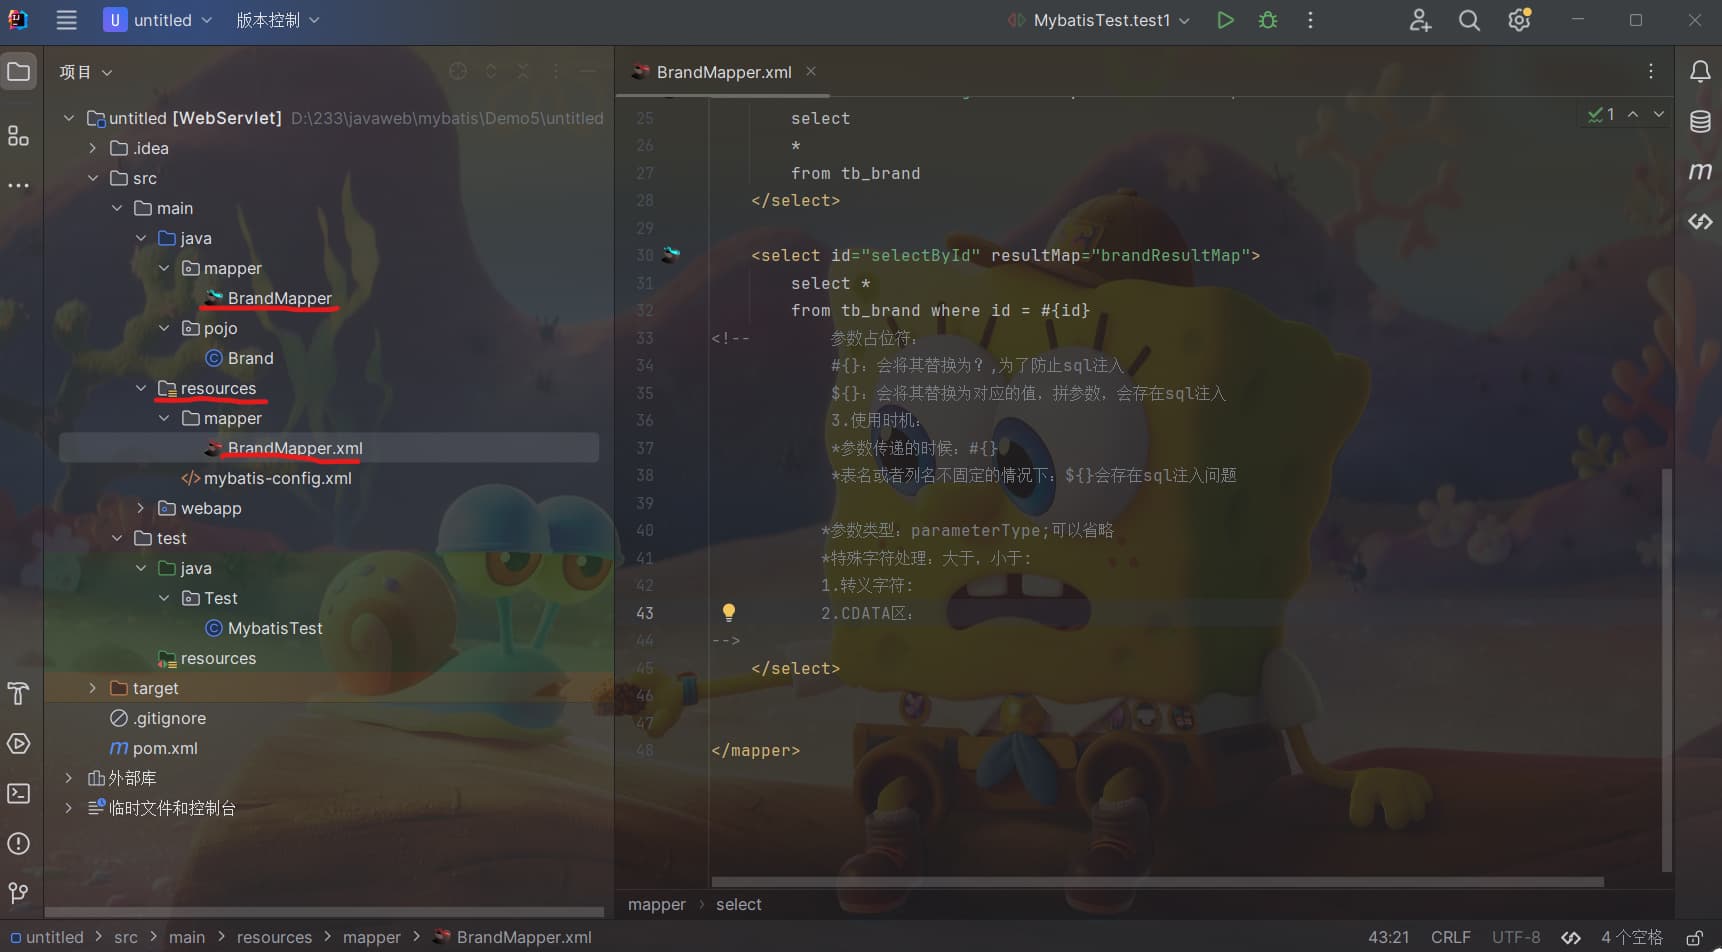 U untitled 版本控制 MybatisTest.test1
项目
untitled [WebServlet] D:\233\javaweb\mybatis\Demo5\untitled
.idea
src
main
java
mapper
BrandMapper
pojo
Brand
resources
mapper
BrandMapper.xml
mybatis-config.xml
webapp
test
java
Test
MybatisTest
resources
target
.gitignore
pom.xml
外部库
临时文件和控制台
BrandMapper.xml
1
25 select
26 *
27 from tb_brand
28 </select>
29
30 <select id="selectById" resultMap="brandResultMap">
31 select *
32 from tb_brand where id = #{id}
33 <!-- 参数占位符：
34 #{}：会将其替换为？,为了防止sql注入
35 ${}：会将其替换为对应的值，拼参数，会存在sql注入
36 3.使用时机：
37 *参数传递的时候：#{}
38 *表名或者列名不固定的情况下：${}会存在sql注入问题
39
40 *参数类型：parameterType;可以省略
41 *特殊字符处理：大于，小于：
42 1.转义字符：
43 2.CDATA区：
44 -->
45 </select>
46
47
48 </mapper>
mapper > select
untitled > src > main > resources > mapper > BrandMapper.xml 43:21 CRLF UTF-8 4 个空格